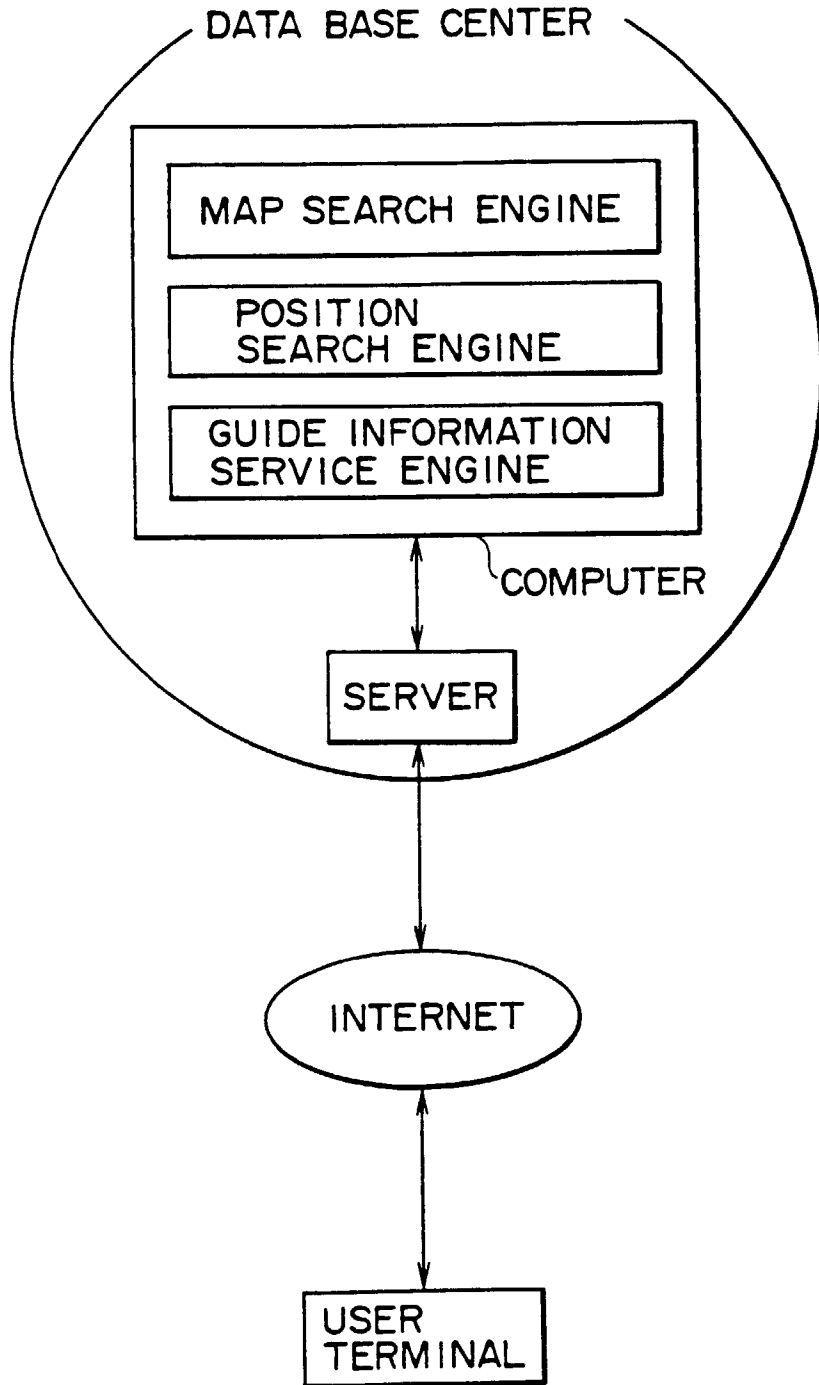 DATA BASE CENTER
MAP SEARCH ENGINE
POSITION
SEARCH ENGINE
GUIDE INFORMATION
SERVICE ENGINE
COMPUTER
SERVER
INTERNET
USER
TERMINAL